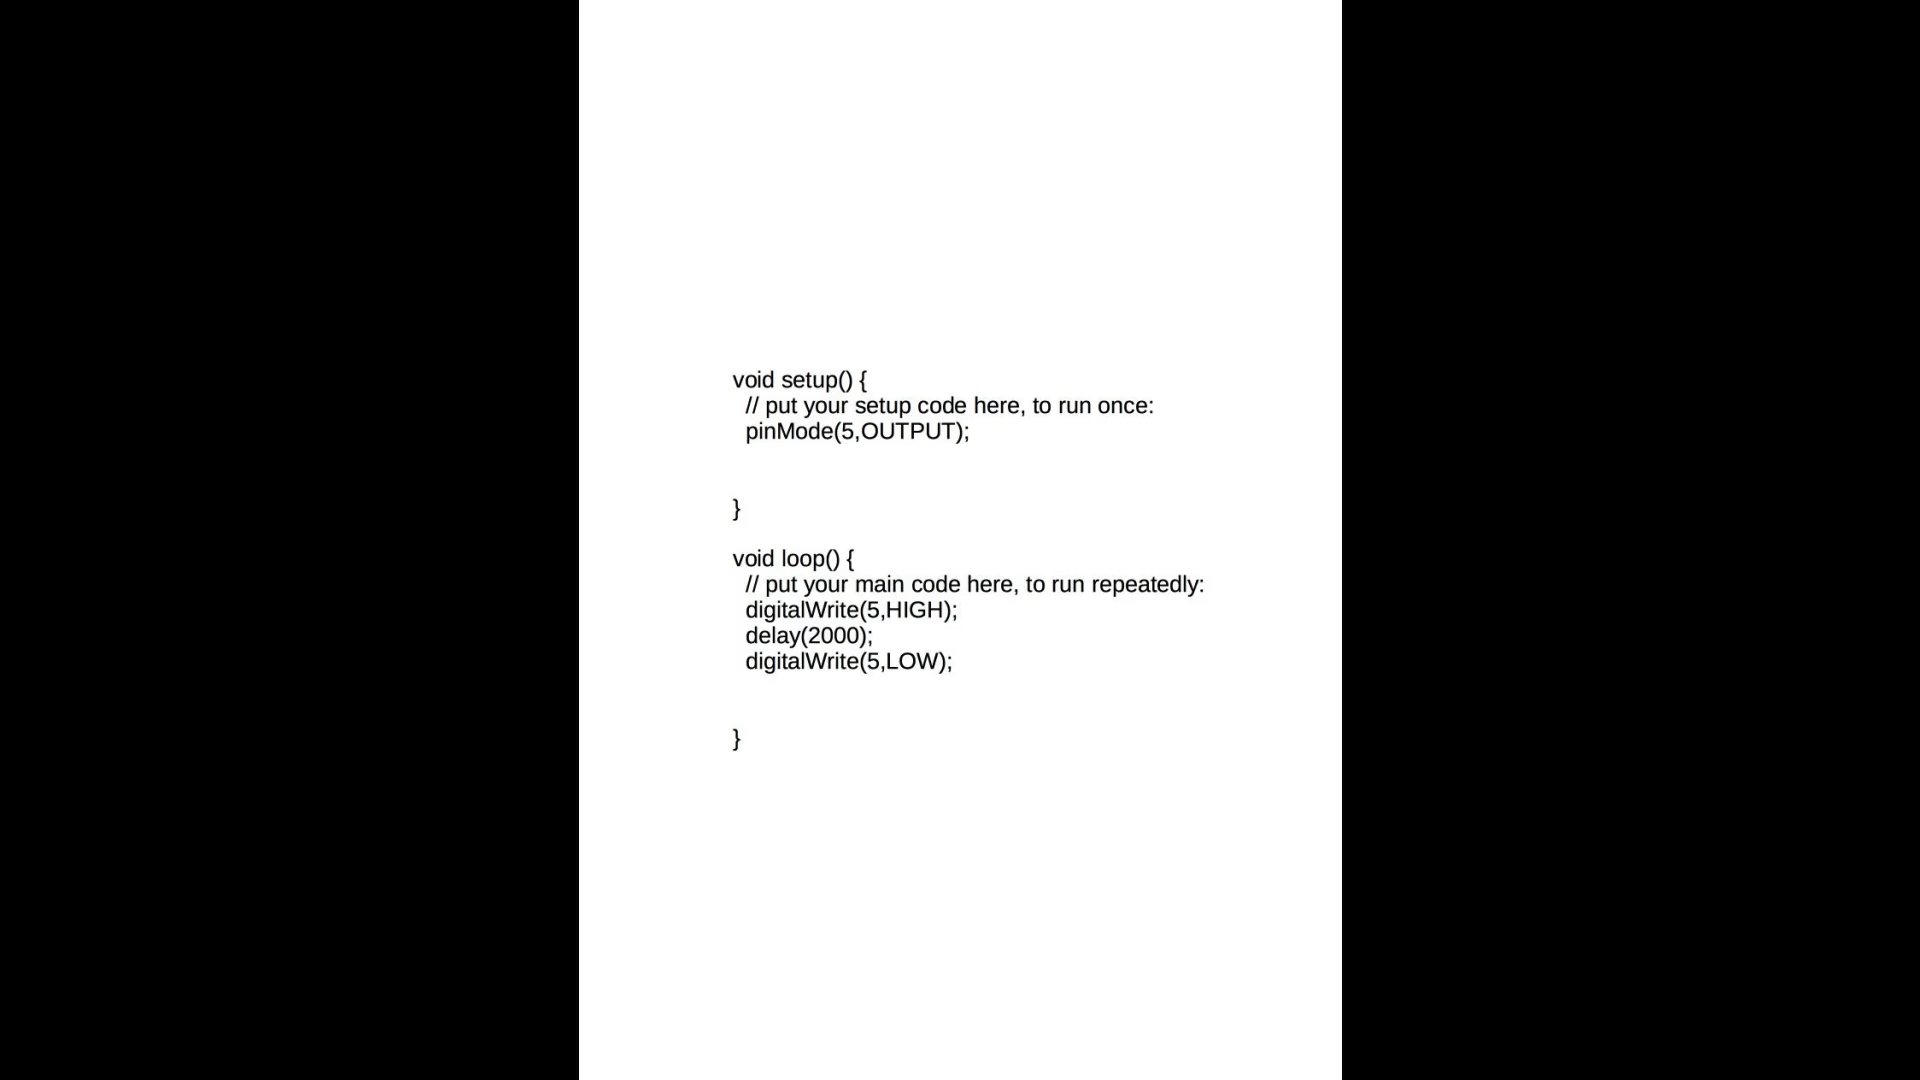 void setup() {
// put your setup code here, to run once:
pinMode(5,OUTPUT);
}
void loop() {
// put your main code here, to run repeatedly:
digitalWrite(5,HIGH);
delay(2000);
digitalWrite(5,LOW);
}